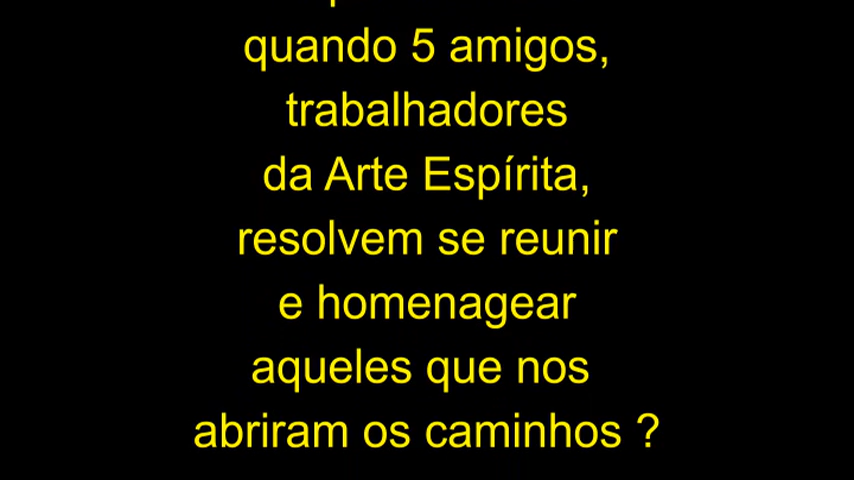 quando 5 amigos,
trabalhadores
da Arte Espírita,
resolvem se reunir
e homenagear
aqueles que nos
abriram os caminhos ?